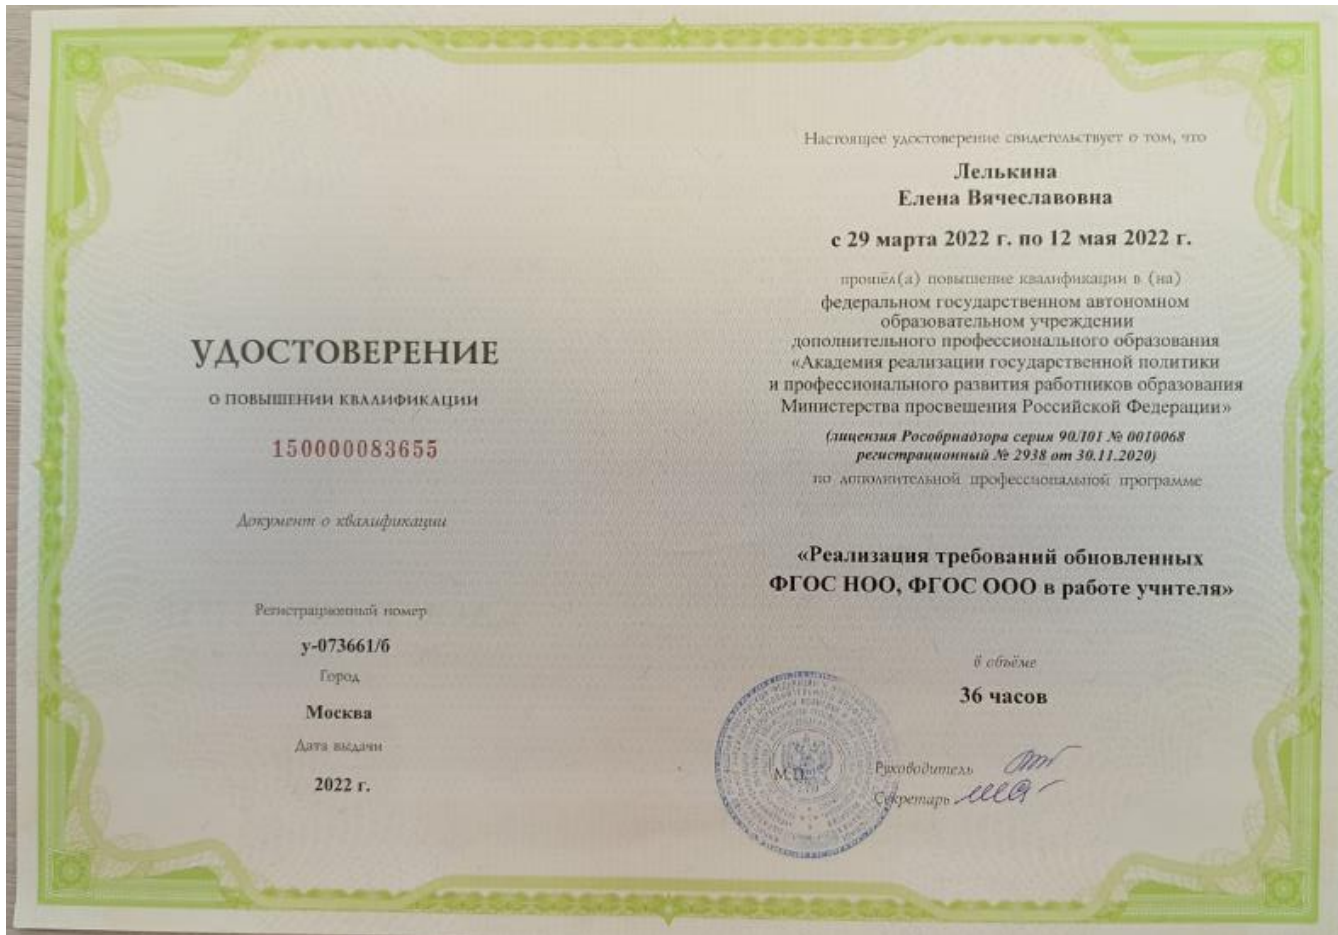 УДОСТОВЕРЕНИЕ
О ПОВЫШЕНИИ КВАЛИФИКАЦИИ
150000083655
Документ о квалификации
Регистрационный номер
у-073661/б
Город
Москва
Дата выдачи
2022 г.
Настоящее удостоверение свидетельствует о том, что
Лелькина
Елена Вячеславовна
с 29 марта 2022 г. по 12 мая 2022 г.
прошёл(а) повышение квалификации в (на)
федеральном государственном автономном
образовательном учреждении
дополнительного профессионального образования
«Академия реализации государственной политики
и профессионального развития работников образования
Министерства просвещения Российской Федерации»
(лицензия Рособрнадзора серия 90Л01 № 0010068
регистрационный № 2938 от 30.11.2020)
по дополнительной профессиональной программе
«Реализация требований обновленных
ФГОС НОО, ФГОС ООО в работе учителя»
в объёме
36 часов
М.П.
Руководитель
Секретарь